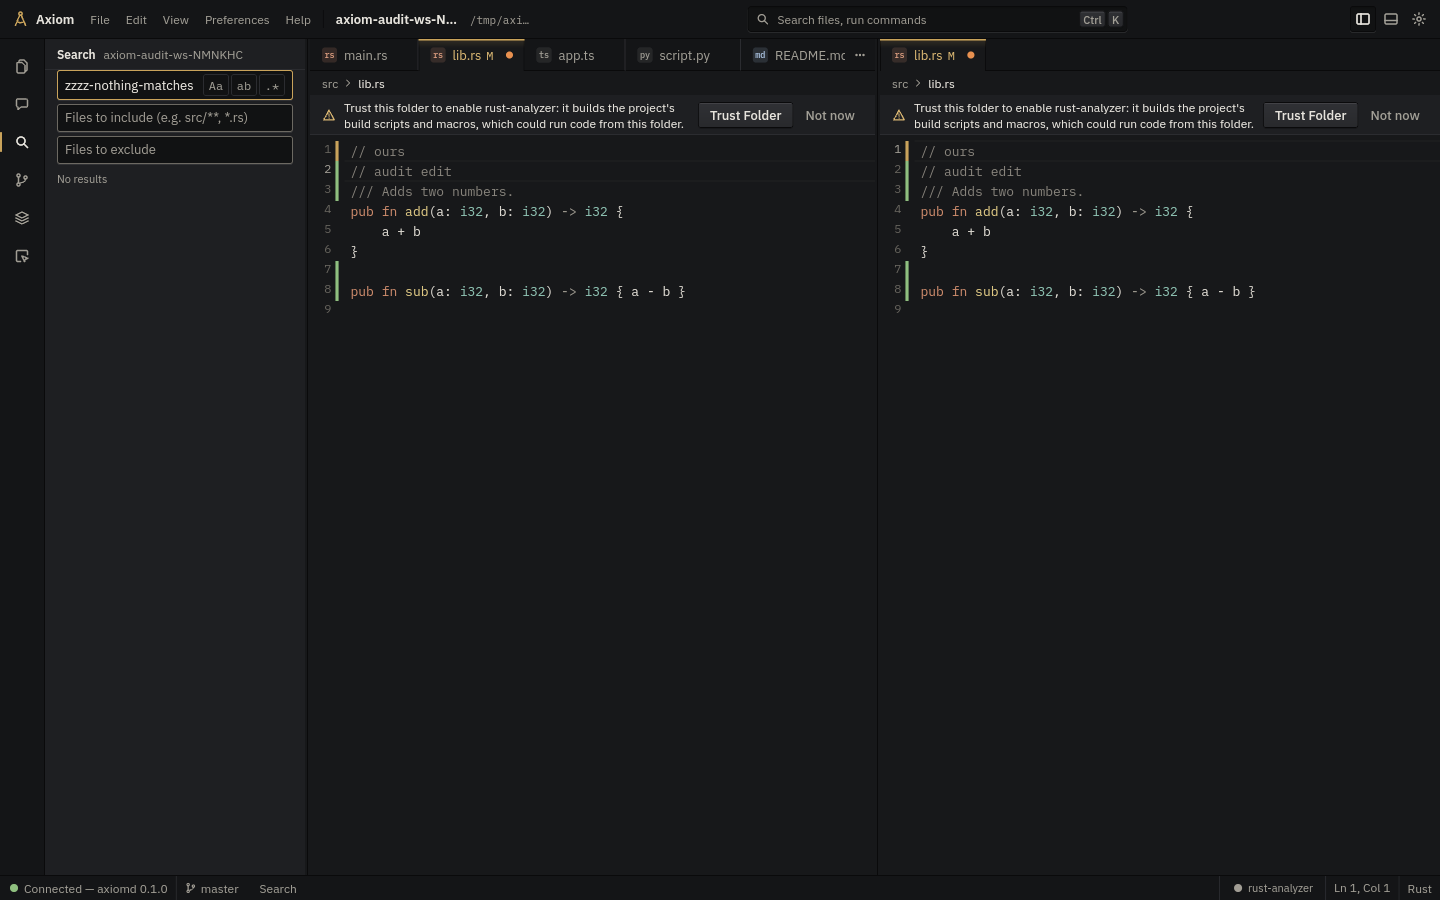 Axiom File Edit View Preferences Help axiom-audit-ws-N... /tmp/axi... Search files, run commands Ctrl K
Search axiom-audit-ws-NMNKHC
zzzz-nothing-matches Aa ab .*
Files to include (e.g. src/**, *.rs)
Files to exclude
No results
rs main.rs rs lib.rs M ts app.ts py script.py md README.mc ...
src > lib.rs
Trust this folder to enable rust-analyzer: it builds the project's
build scripts and macros, which could run code from this folder.
Trust Folder Not now
1 // ours
2 // audit edit
3 /// Adds two numbers.
4 pub fn add(a: i32, b: i32) -> i32 {
5     a + b
6 }
7
8 pub fn sub(a: i32, b: i32) -> i32 { a - b }
9
rs lib.rs M
src > lib.rs
Trust this folder to enable rust-analyzer: it builds the project's
build scripts and macros, which could run code from this folder.
Trust Folder Not now
1 // ours
2 // audit edit
3 /// Adds two numbers.
4 pub fn add(a: i32, b: i32) -> i32 {
5     a + b
6 }
7
8 pub fn sub(a: i32, b: i32) -> i32 { a - b }
9
Connected — axiomd 0.1.0 master Search rust-analyzer Ln 1, Col 1 Rust